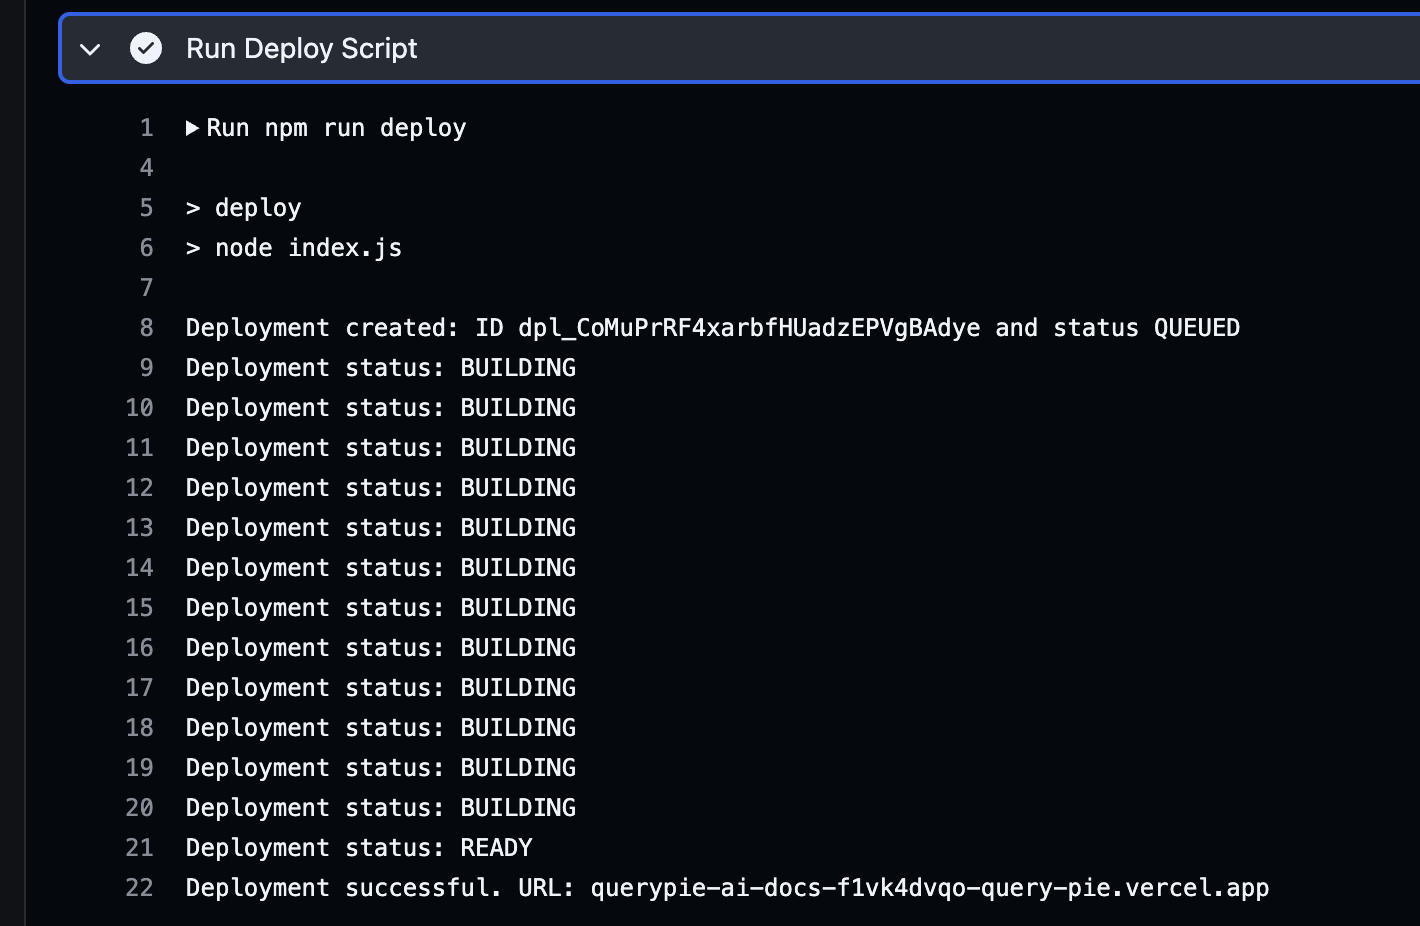 Run Deploy Script
1 ▶ Run npm run deploy
4
5 > deploy
6 > node index.js
7
8 Deployment created: ID dpl_CoMuPrRF4xarbfHUadzEPVgBAdye and status QUEUED
9 Deployment status: BUILDING
10 Deployment status: BUILDING
11 Deployment status: BUILDING
12 Deployment status: BUILDING
13 Deployment status: BUILDING
14 Deployment status: BUILDING
15 Deployment status: BUILDING
16 Deployment status: BUILDING
17 Deployment status: BUILDING
18 Deployment status: BUILDING
19 Deployment status: BUILDING
20 Deployment status: BUILDING
21 Deployment status: READY
22 Deployment successful. URL: querypie-ai-docs-f1vk4dvqo-query-pie.vercel.app